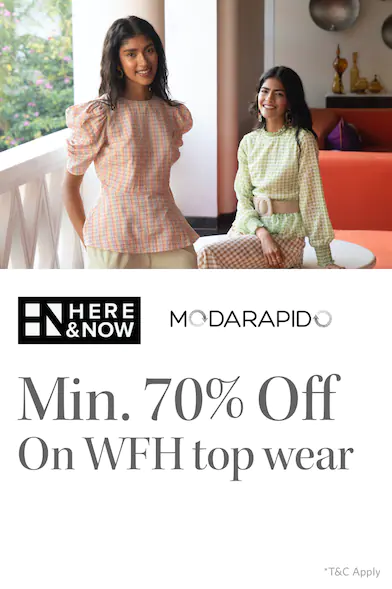 HERE
&NOW
MODARAPIDO
Min. 70% Off
On WFH top wear
*T&C Apply